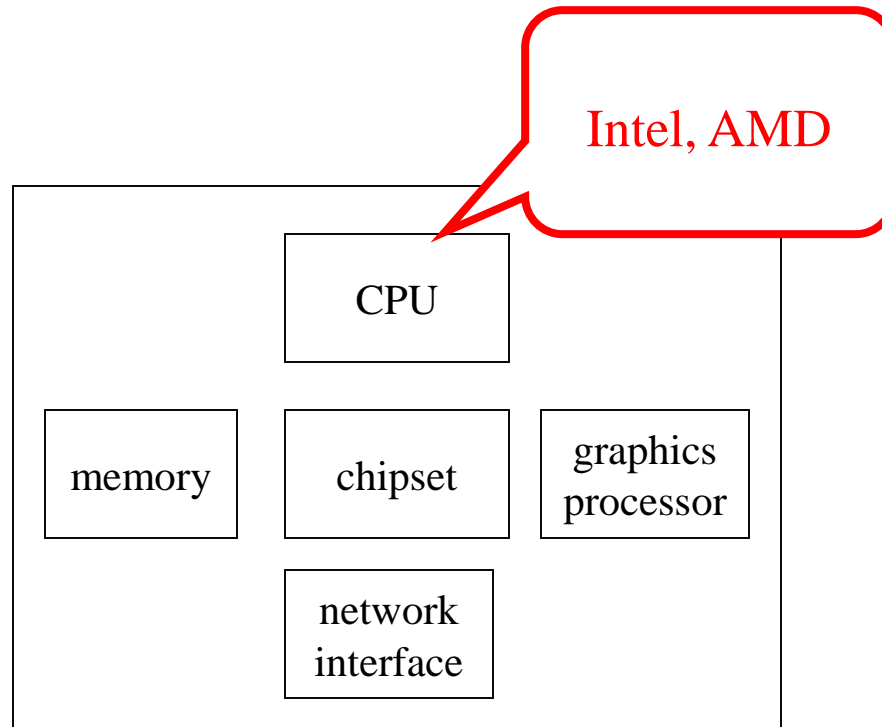 Intel, AMD
CPU
memory
chipset
graphics
processor
network
interface